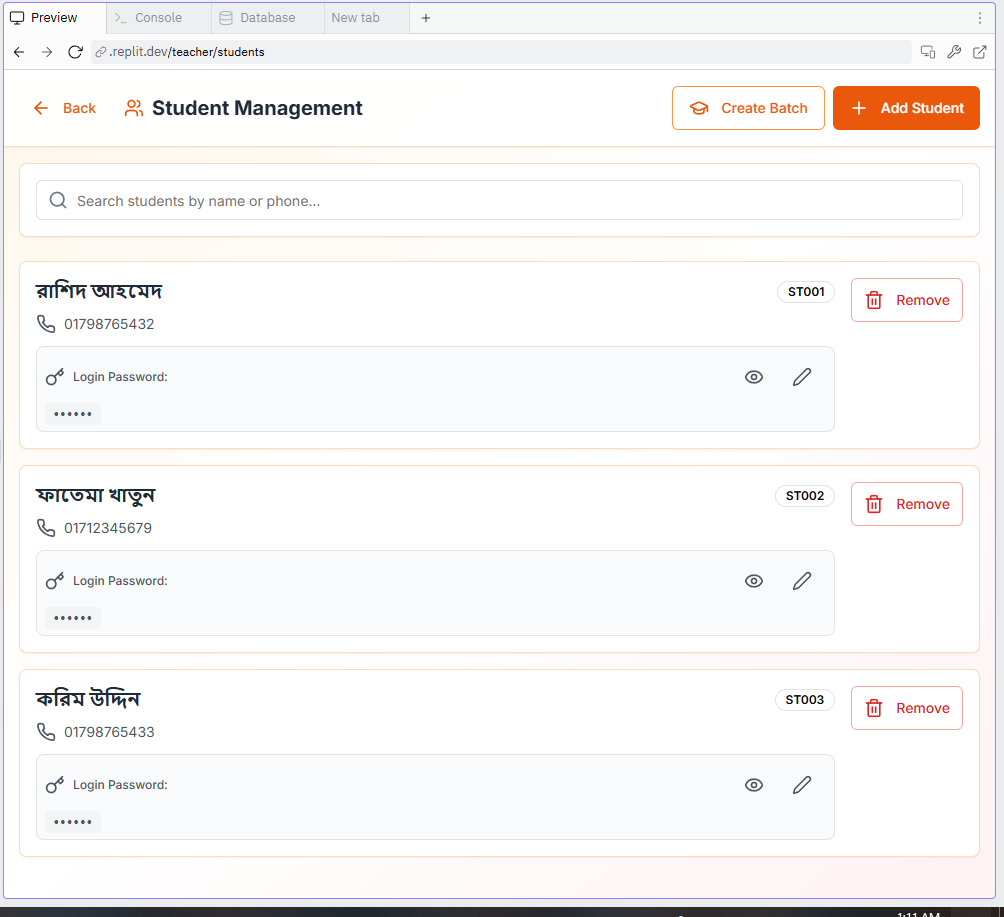 Preview
Console
Database
New tab
.replit.dev/teacher/students
Back
Student Management
Create Batch
Add Student
Search students by name or phone...
রাশিদ আহমেদ
ST001
Remove
01798765432
Login Password:
••••••
ফাতেমা খাতুন
ST002
Remove
01712345679
Login Password:
••••••
করিম উদ্দিন
ST003
Remove
01798765433
Login Password:
••••••
1:11 AM